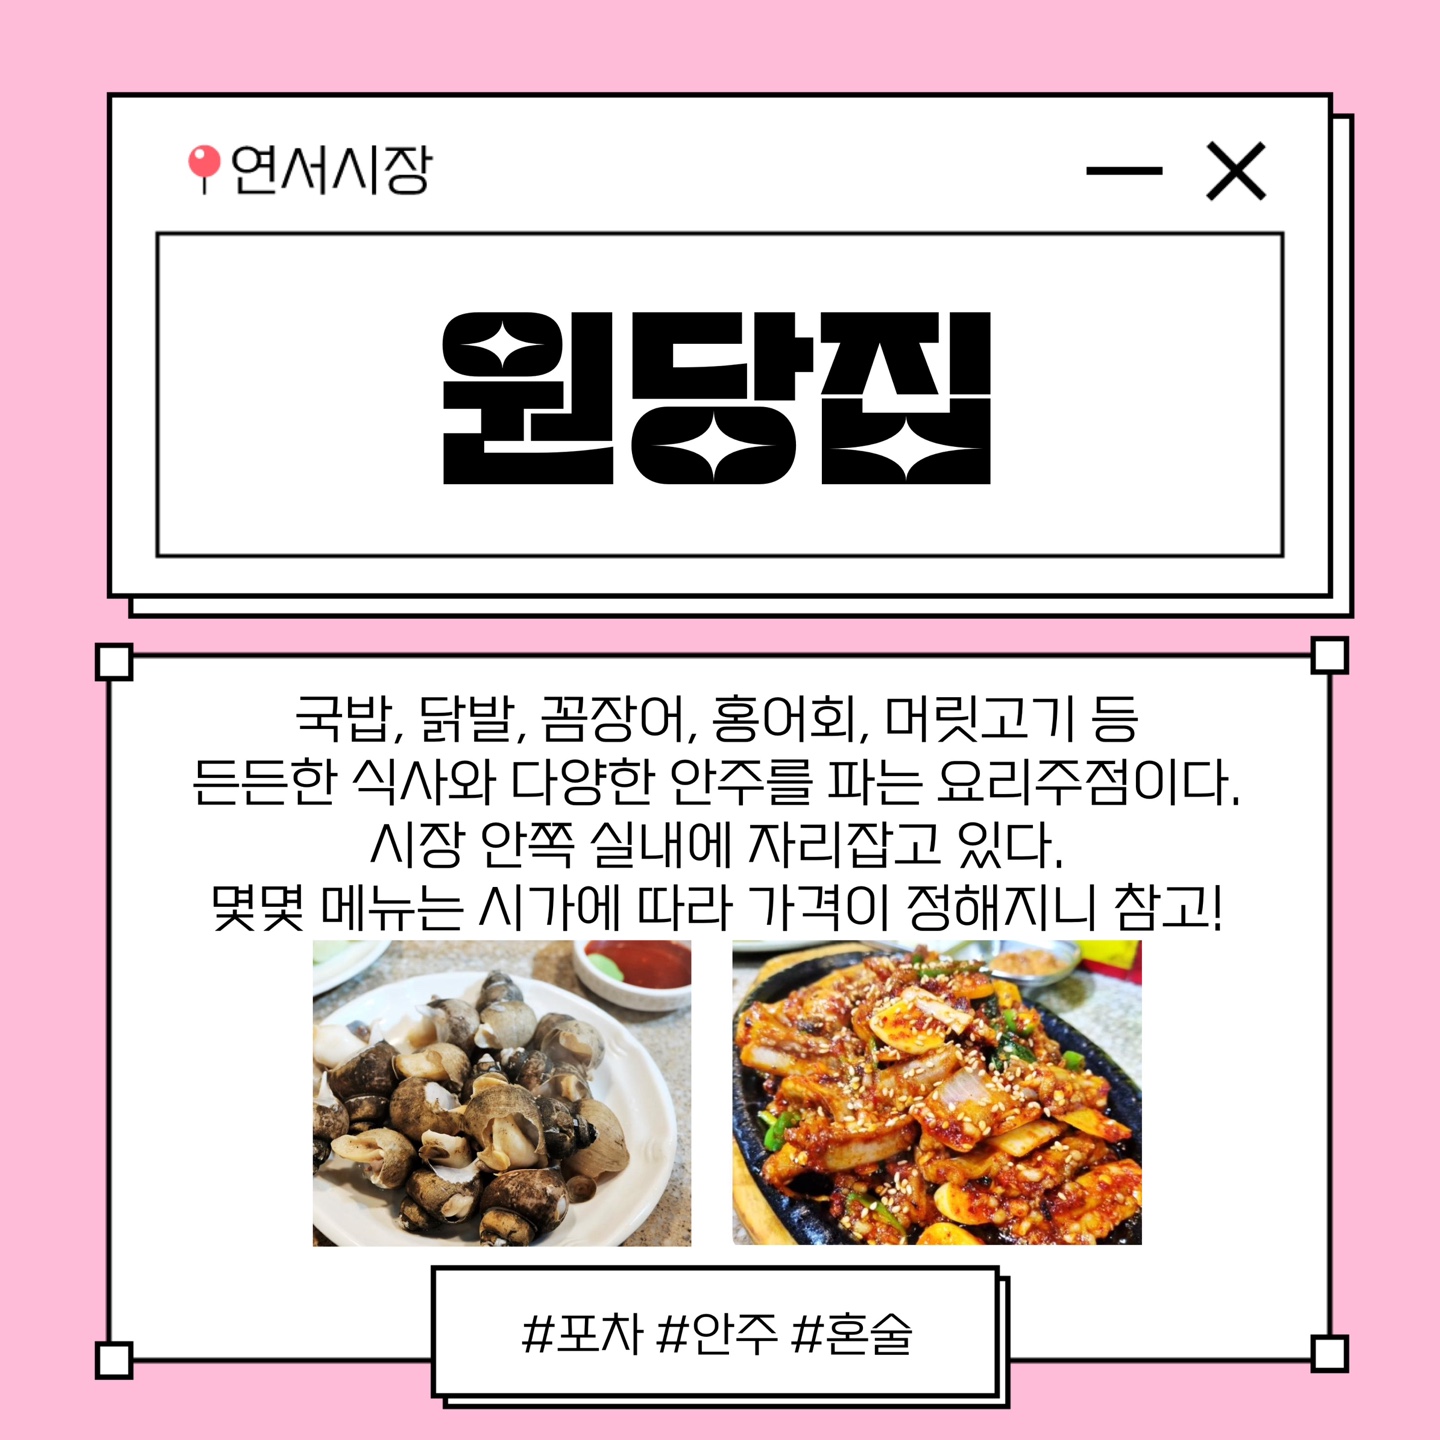 연서시장
원당집
국밥, 닭발, 꼼장어, 홍어회, 머릿고기 등
든든한 식사와 다양한 안주를 파는 요리주점이다.
시장 안쪽 실내에 자리잡고 있다.
몇몇 메뉴는 시가에 따라 가격이 정해지니 참고!
#포차 #안주 #혼술